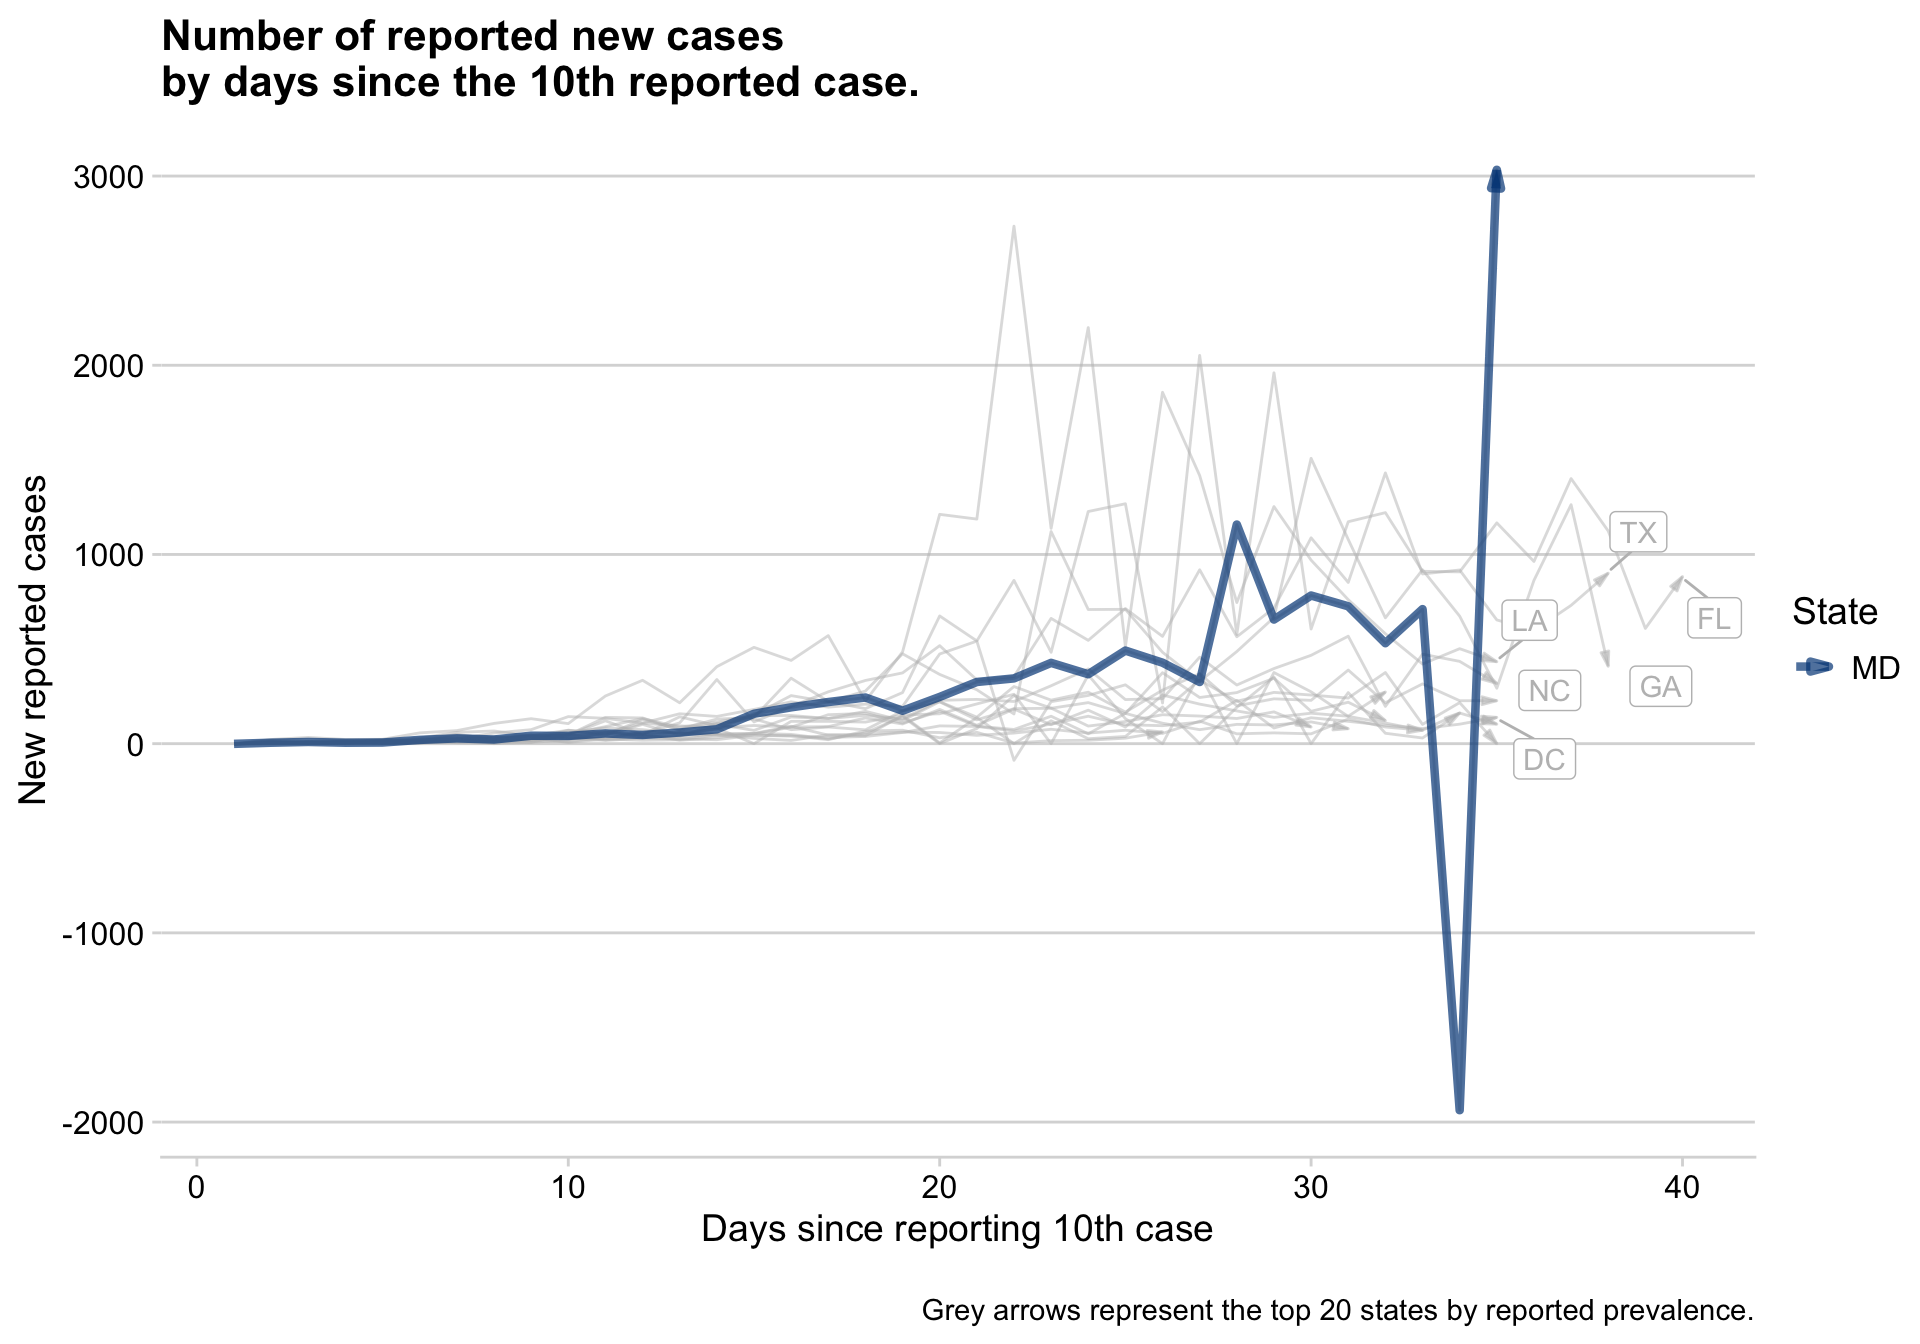 Number of reported new cases
by days since the 10th reported case.
New reported cases
3000
2000
1000
0
-1000
-2000
TX
LA
FL
NC
GA
DC
State
MD
0
10
20
30
40
Days since reporting 10th case
Grey arrows represent the top 20 states by reported prevalence.